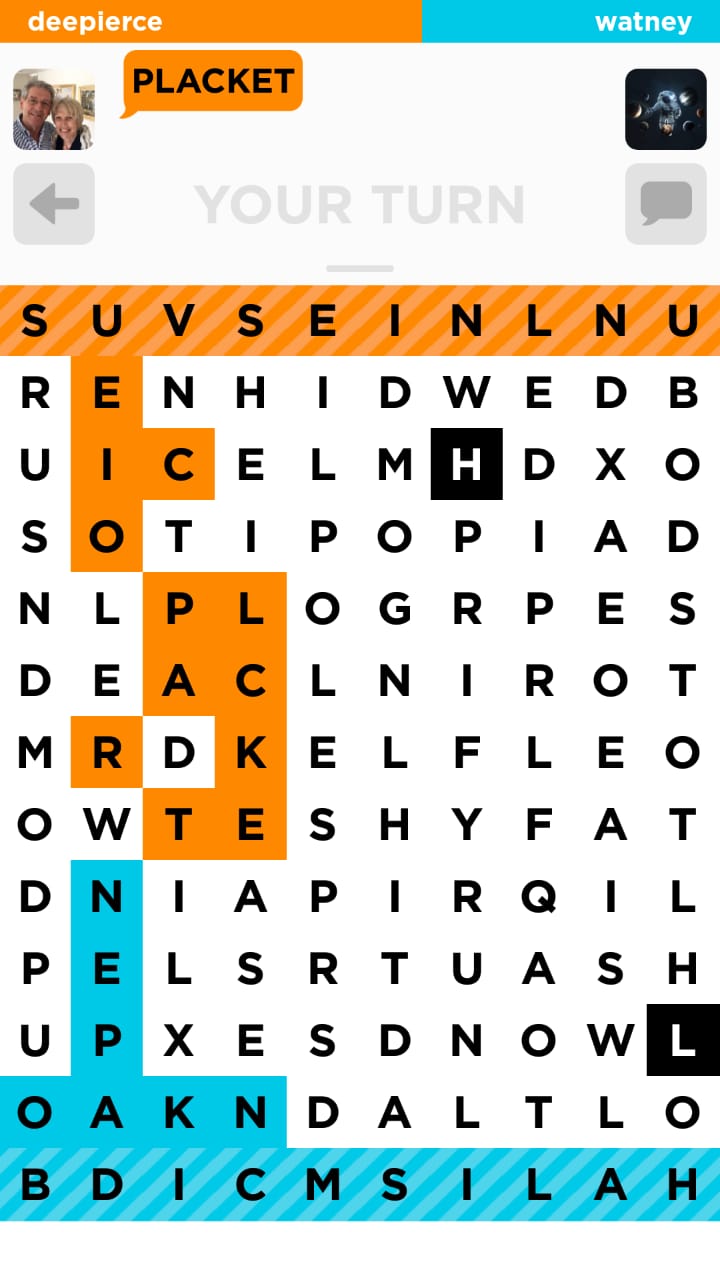 deepierce watney
PLACKET
YOUR TURN
S U V S E I N L N U
R E N H I D W E D B
U I C E L M H D X O
S O T I P O P I A D
N L P L O G R P E S
D E A C L N I R O T
M R D K E L F L E O
O W T E S H Y F A T
D N I A P I R Q I L
P E L S R T U A S H
U P X E S D N O W L
O A K N D A L T L O
B D I C M S I L A H